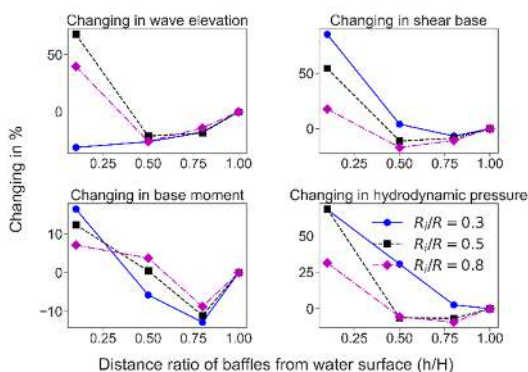 Changing in wave elevation
Changing in shear base
50
0
50
0
0.25 0.50 0.75 1.00
0.25 0.50 0.75 1.00
Changing in %
Changing in base moment
Changing in hydrodynamic pressure
10
0
−10
50
25
0
R_i/R = 0.3
R_i/R = 0.5
R_i/R = 0.8
0.25 0.50 0.75 1.00
0.25 0.50 0.75 1.00
Distance ratio of baffles from water surface (h/H)